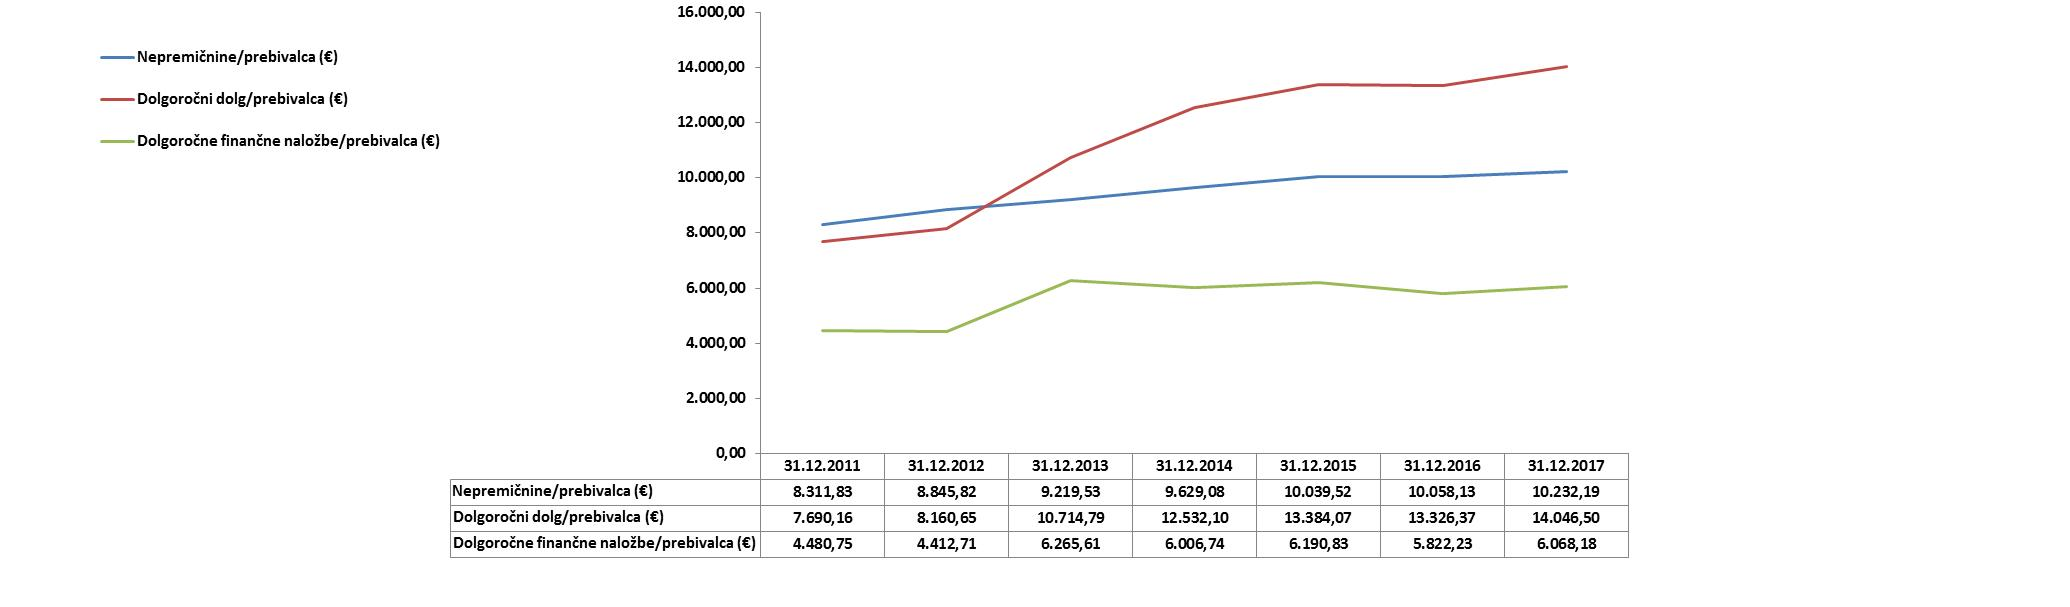 16.000,00
14.000,00
12.000,00
10.000,00
8.000,00
6.000,00
4.000,00
2.000,00
0,00
Nepremičnine/prebivalca (€)
Dolgoročni dolg/prebivalca (€)
Dolgoročne finančne naložbe/prebivalca (€)
31.12.2011 31.12.2012 31.12.2013 31.12.2014 31.12.2015 31.12.2016 31.12.2017
Nepremičnine/prebivalca (€) 8.311,83 8.845,82 9.219,53 9.629,08 10.039,52 10.058,13 10.232,19
Dolgoročni dolg/prebivalca (€) 7.690,16 8.160,65 10.714,79 12.532,10 13.384,07 13.326,37 14.046,50
Dolgoročne finančne naložbe/prebivalca (€) 4.480,75 4.412,71 6.265,61 6.006,74 6.190,83 5.822,23 6.068,18